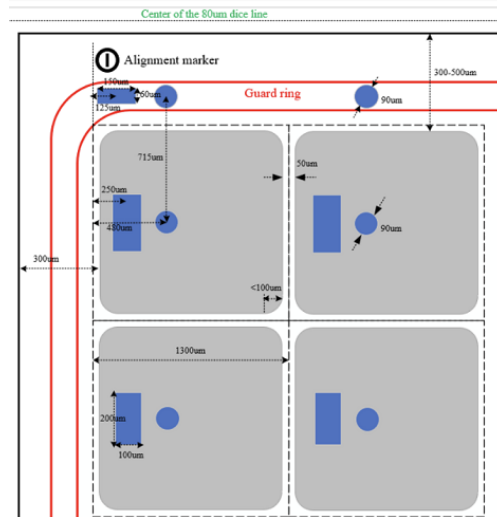 Center of the 80um dice line
Alignment marker
300-500um
150um
60um
Guard ring
125um
90um
715um
50um
250um
480um
90um
300um
<100um
1300um
200um
100um